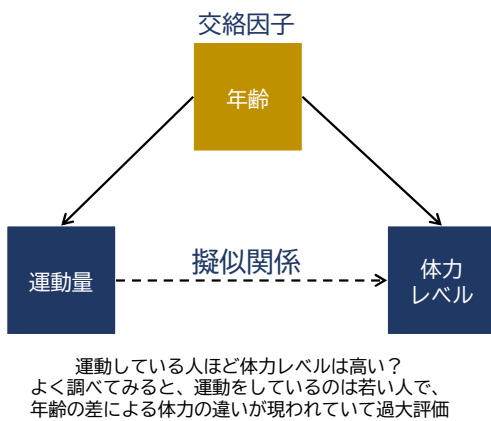 交絡因子
年齢
運動量
擬似関係
体力
レベル
運動している人ほど体力レベルは高い？
よく調べてみると、運動をしているのは若い人で、
年齢の差による体力の違いが現われていて過大評価